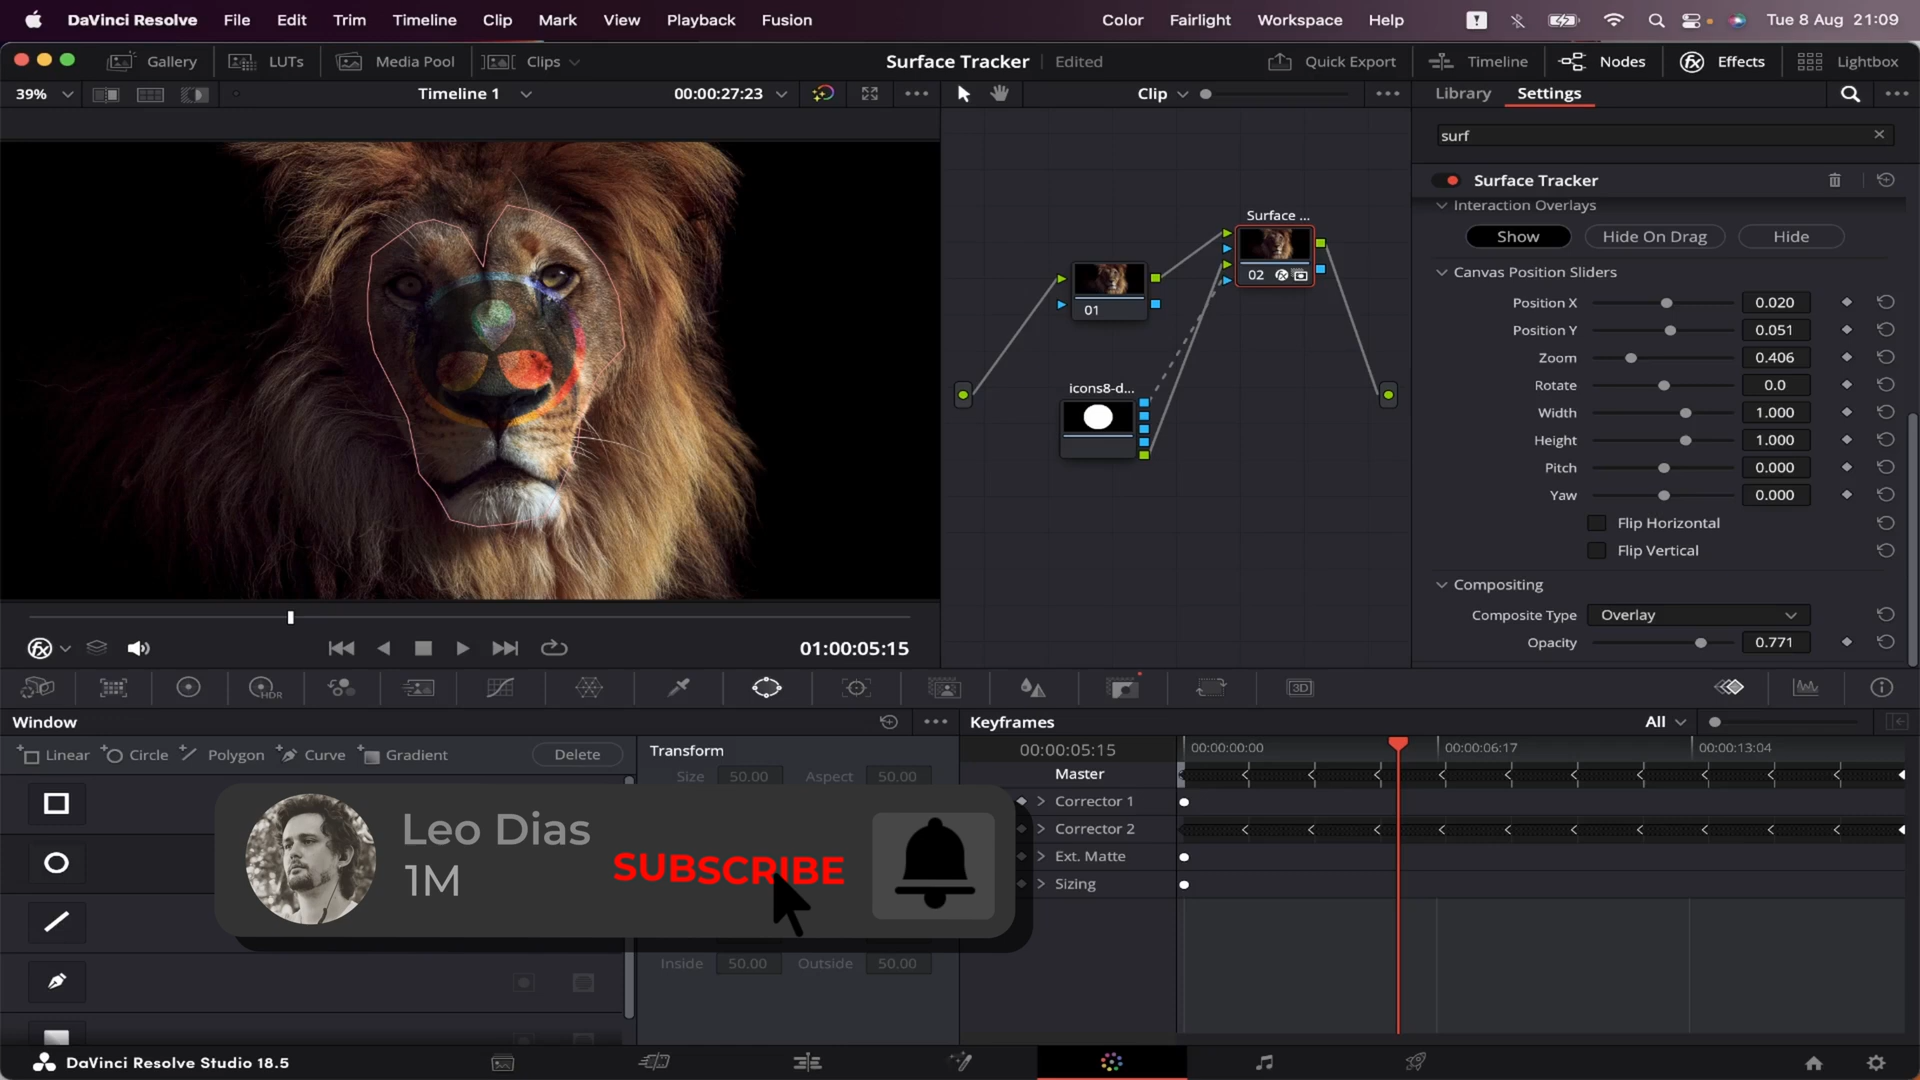 DaVinci Resolve File Edit Trim Timeline Clip Mark View Playback Fusion Color Fairlight Workspace Help Tue 8 Aug 21:09
Gallery LUTs Media Pool Clips Surface Tracker Edited Quick Export Timeline Nodes Effects Lightbox
39% Timeline 1 00:00:27:23 Clip Library Settings
surf
Surface Tracker
Interaction Overlays
Show Hide On Drag Hide
Canvas Position Sliders
Position X 0.020
Position Y 0.051
Zoom 0.406
Rotate 0.0
Width 1.000
Height 1.000
Pitch 0.000
Yaw 0.000
Flip Horizontal
Flip Vertical
Compositing
Composite Type Overlay
Opacity 0.771
Surface ...
02
01
icons8-d...
01:00:05:15
HDR
3D
Window
Linear Circle Polygon Curve Gradient Delete
Transform
Size 50.00 Aspect 50.00
Inside 50.00 Outside 50.00
Leo Dias
1M
SUBSCRIBE
Keyframes All
00:00:05:15 00:00:00:00 00:00:06:17 00:00:13:04
Master
Corrector 1
Corrector 2
Ext. Matte
Sizing
DaVinci Resolve Studio 18.5